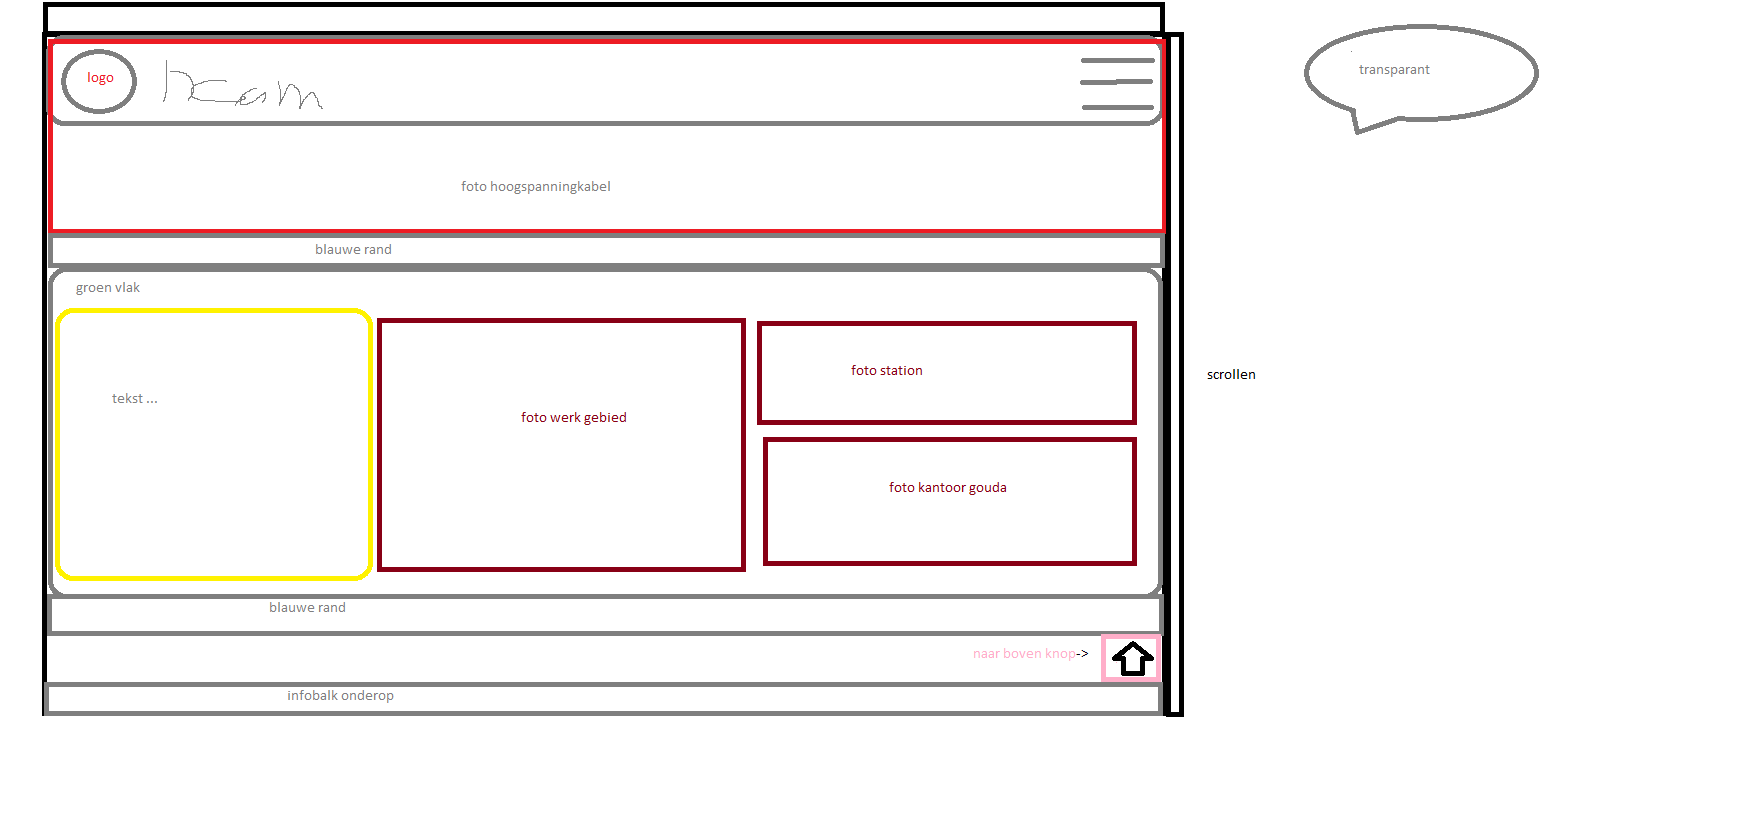 logo
transparant
foto hoogspanningkabel
blauwe rand
groen vlak
foto station
scrollen
tekst ...
foto werk gebied
foto kantoor gouda
blauwe rand
naar boven knop->
infobalk onderop